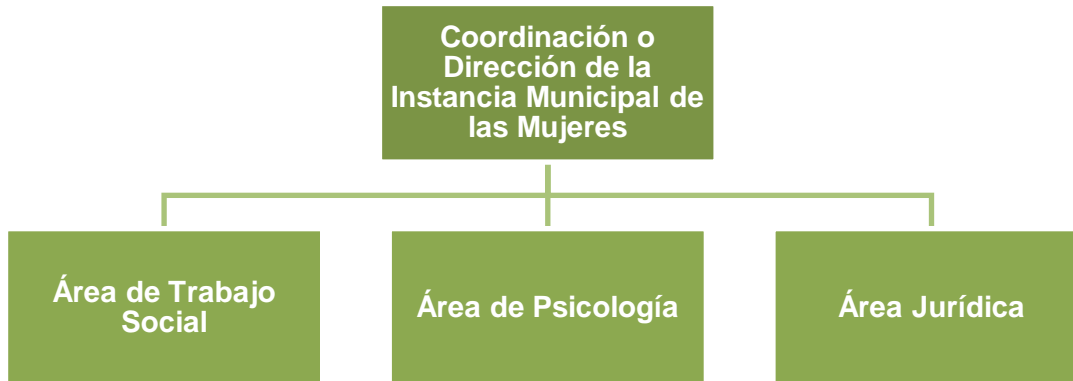 Coordinación o
Dirección de la
Instancia Municipal de
las Mujeres
Área de Trabajo
Social
Área de Psicología
Área Jurídica